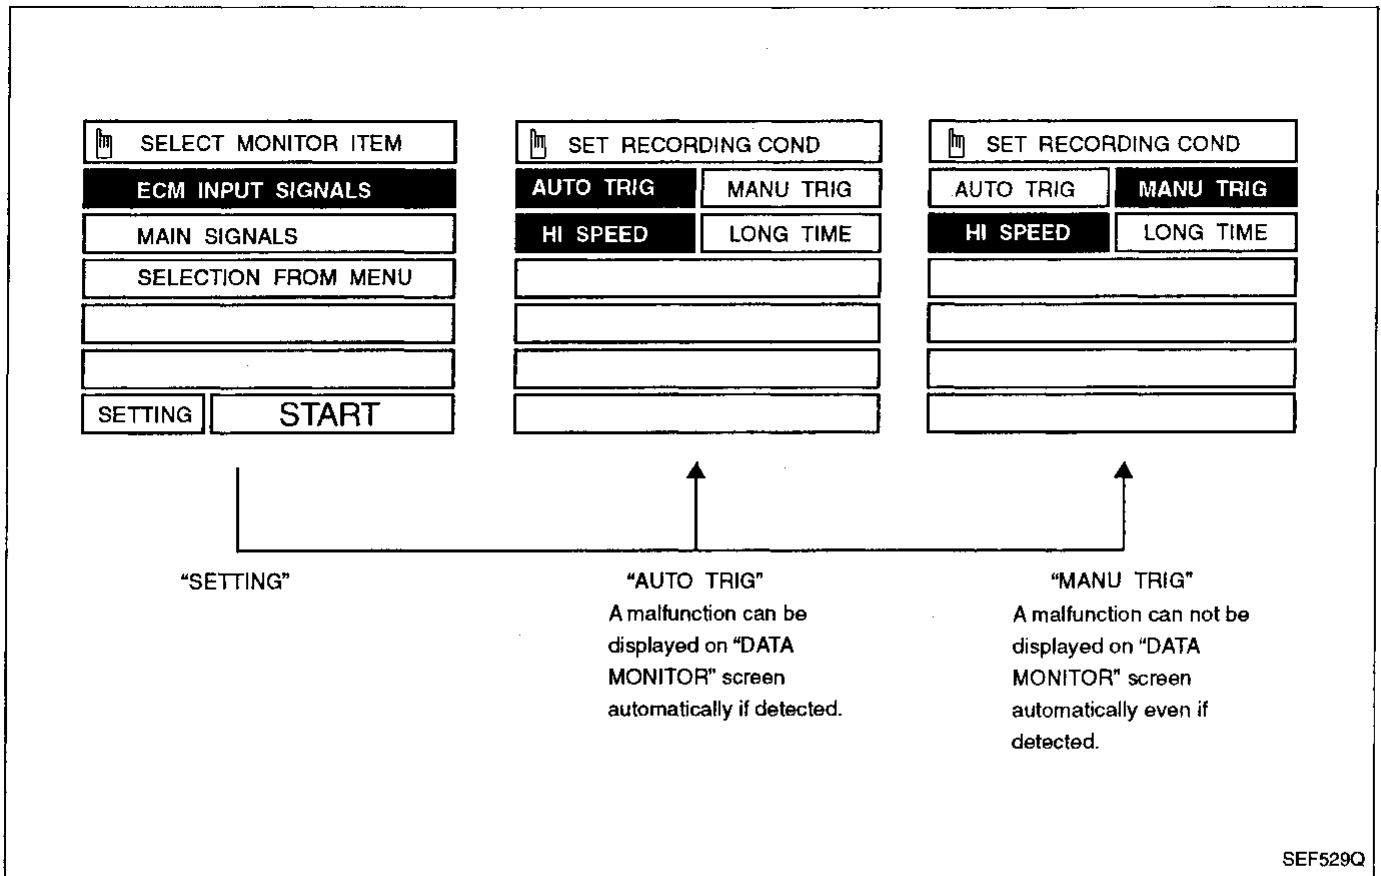 SELECT MONITOR ITEM
ECM INPUT SIGNALS
MAIN SIGNALS
SELECTION FROM MENU
SETTING START
SET RECORDING COND
AUTO TRIG MANU TRIG
HI SPEED LONG TIME
SET RECORDING COND
AUTO TRIG MANU TRIG
HI SPEED LONG TIME
"SETTING"
"AUTO TRIG"
A malfunction can be
displayed on "DATA
MONITOR" screen
automatically if detected.
"MANU TRIG"
A malfunction can not be
displayed on "DATA
MONITOR" screen
automatically even if
detected.
SEF529Q